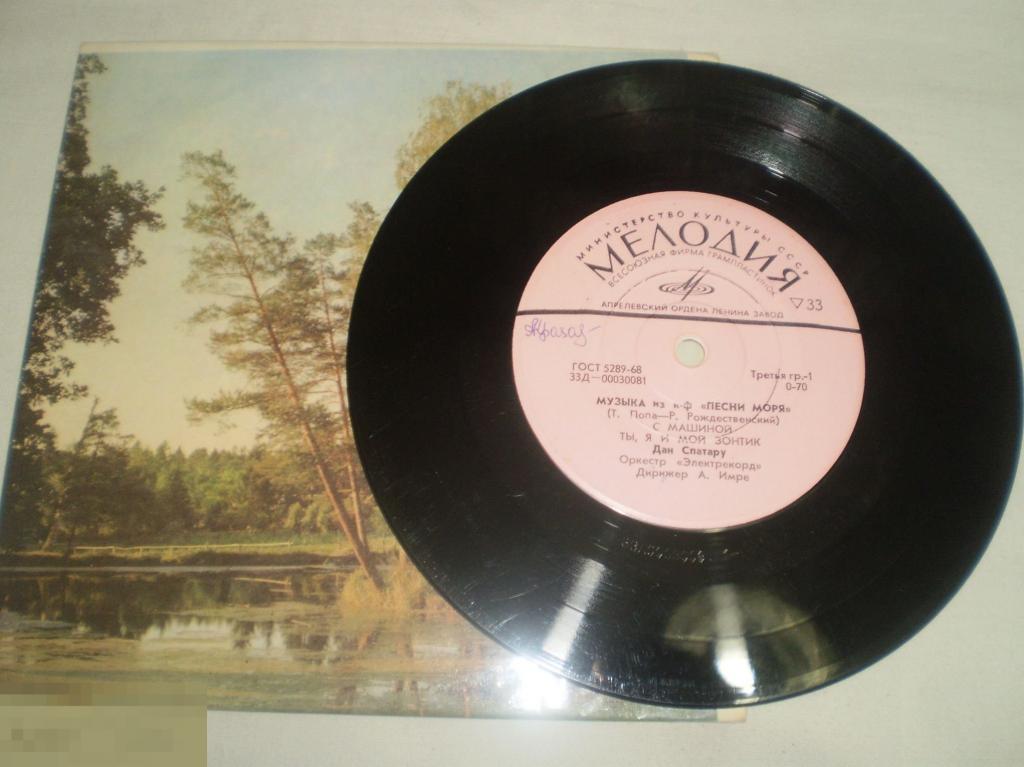 МИНИСТЕРСТВО КУЛЬТУРЫ СССР
МЕЛОДИЯ
ВСЕСОЮЗНАЯ ФИРМА ГРАМПЛАСТИНОК
33
АПРЕЛЕВСКИЙ ОРДЕНА ЛЕНИНА ЗАВОД
ГОСТ 5289-68
33Д—00030081
Третья гр.-1
0-70
МУЗЫКА из к-ф «ПЕСНИ МОРЯ»
(Т. Попа—Р. Рождественский)
С МАШИНОЙ
ТЫ, Я И МОЙ ЗОНТИК
Дан Спатару
Оркестр «Электрекорд»
Дирижер А. Имре